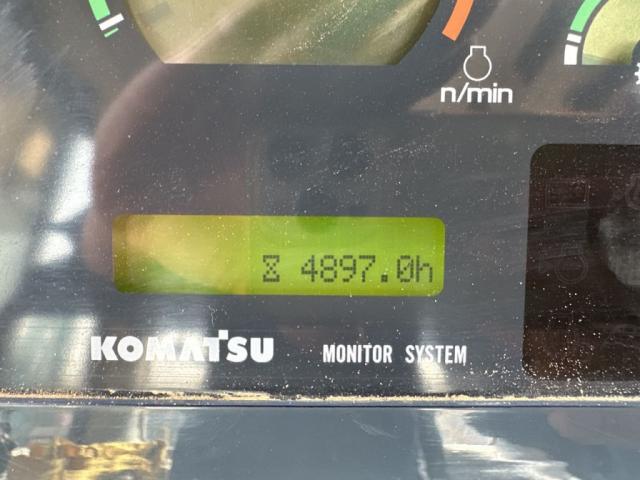 n/min
4897.0h
KOMATSU
MONITOR SYSTEM